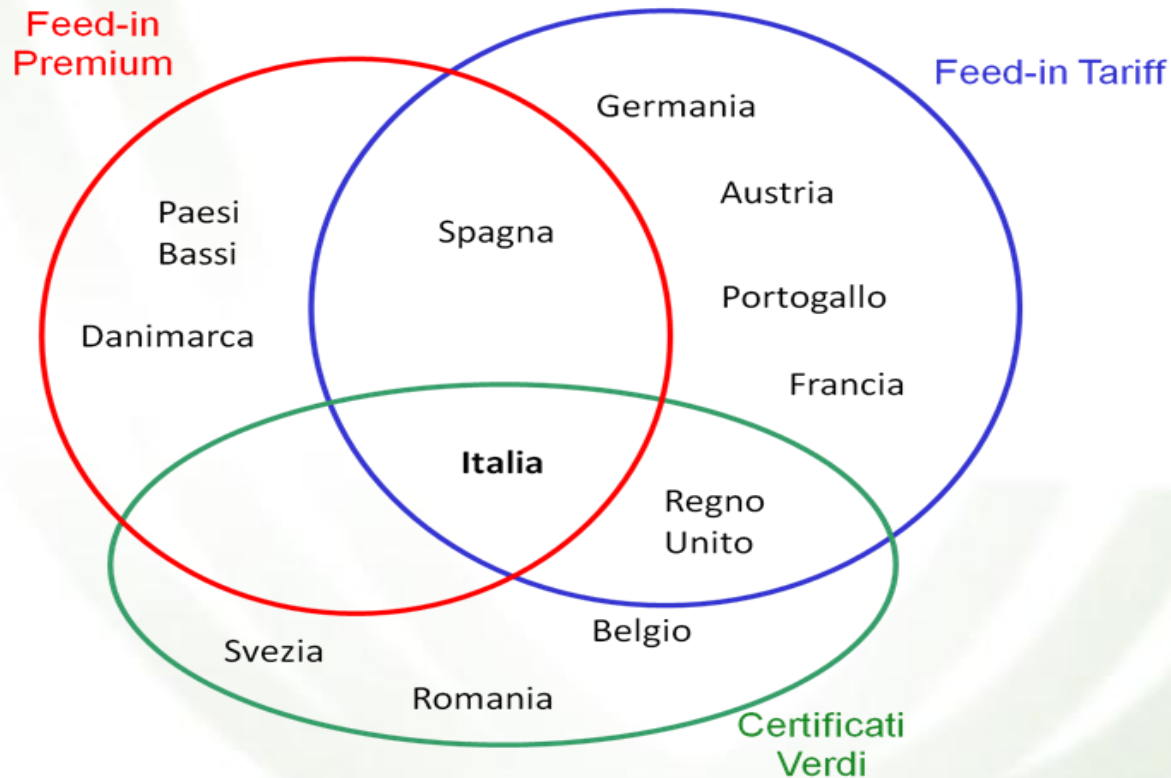 Feed-in
Premium
Feed-in Tariff
Germania
Austria
Paesi
Bassi
Spagna
Portogallo
Danimarca
Francia
Italia
Regno
Unito
Belgio
Svezia
Romania
Certificati
Verdi